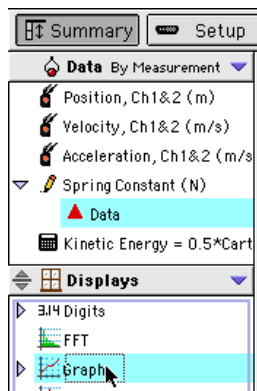 Summary Setup
Data By Measurement
Position, Ch1&2 (m)
Velocity, Ch1&2 (m/s)
Acceleration, Ch1&2 (m/s
Spring Constant (N)
Data
Kinetic Energy = 0.5*Cart
Displays
3.14 Digits
FFT
Graph